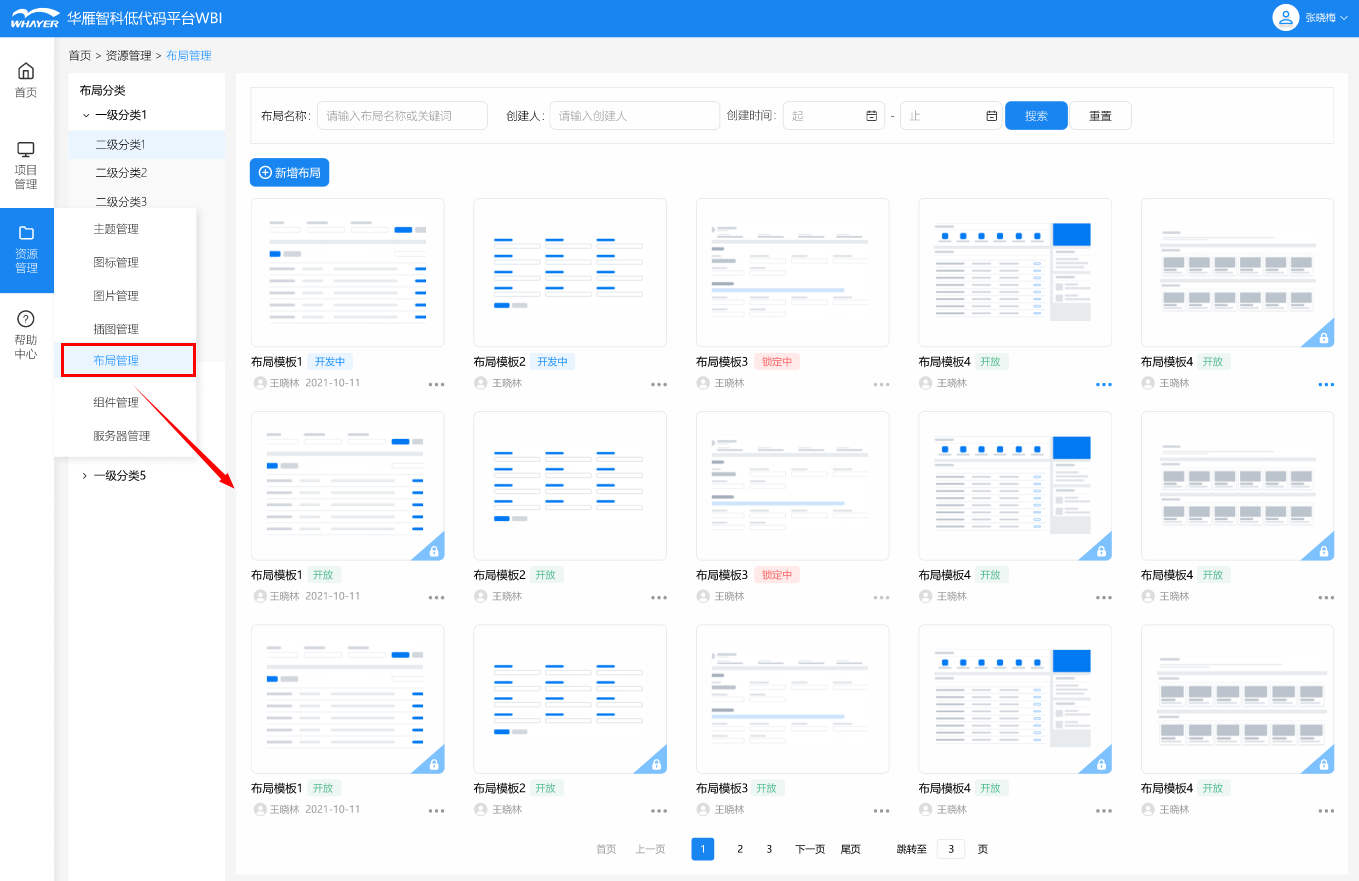 WHAYER 华雁智科低代码平台WBI
张晓梅
首页 > 资源管理 > 布局管理
首页
项目
管理
资源
管理
帮助
中心
布局分类
一级分类1
二级分类1
二级分类2
二级分类3
主题管理
图标管理
图片管理
插图管理
布局管理
组件管理
服务器管理
一级分类5
布局名称: 请输入布局名称或关键词 创建人: 请输入创建人 创建时间: 起 - 止 搜索 重置
新增布局
布局模板1 开发中
王晓林 2021-10-11
布局模板2 开发中
王晓林
布局模板3 锁定中
王晓林
布局模板4 开放
王晓林
布局模板4 开放
王晓林
布局模板1 开放
王晓林 2021-10-11
布局模板2 开放
王晓林
布局模板3 锁定中
王晓林
布局模板4 开放
王晓林
布局模板4 开放
王晓林
布局模板1 开放
王晓林 2021-10-11
布局模板2 开放
王晓林
布局模板3 开放
王晓林
布局模板4 开放
王晓林
布局模板4 开放
王晓林
首页 上一页 1 2 3 下一页 尾页 跳转至 3 页